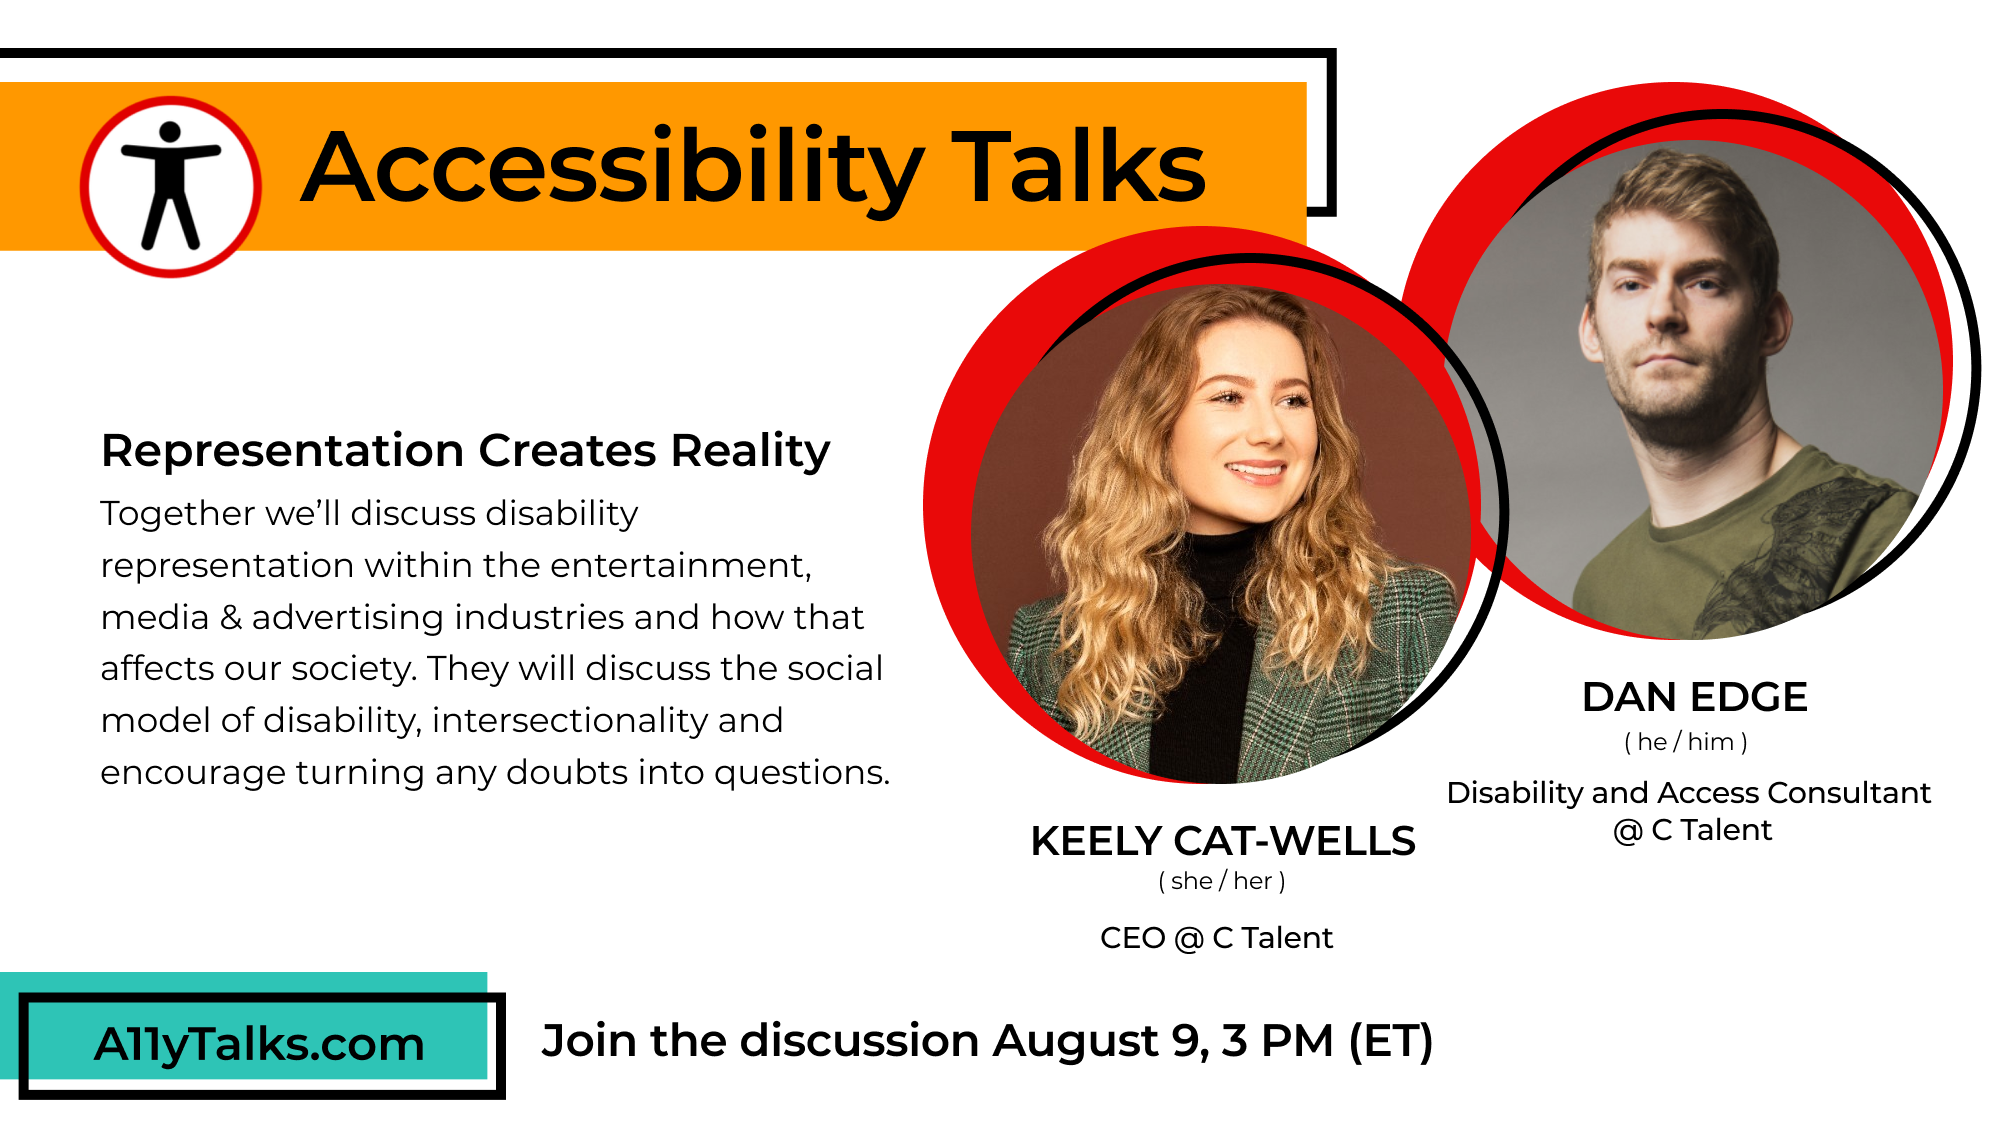 Accessibility Talks
Representation Creates Reality
Together we’ll discuss disability
representation within the entertainment,
media & advertising industries and how that
affects our society. They will discuss the social
model of disability, intersectionality and
encourage turning any doubts into questions.
KEELY CAT-WELLS
( she / her )
CEO @ C Talent
DAN EDGE
( he / him )
Disability and Access Consultant
@ C Talent
A11yTalks.com
Join the discussion August 9, 3 PM (ET)